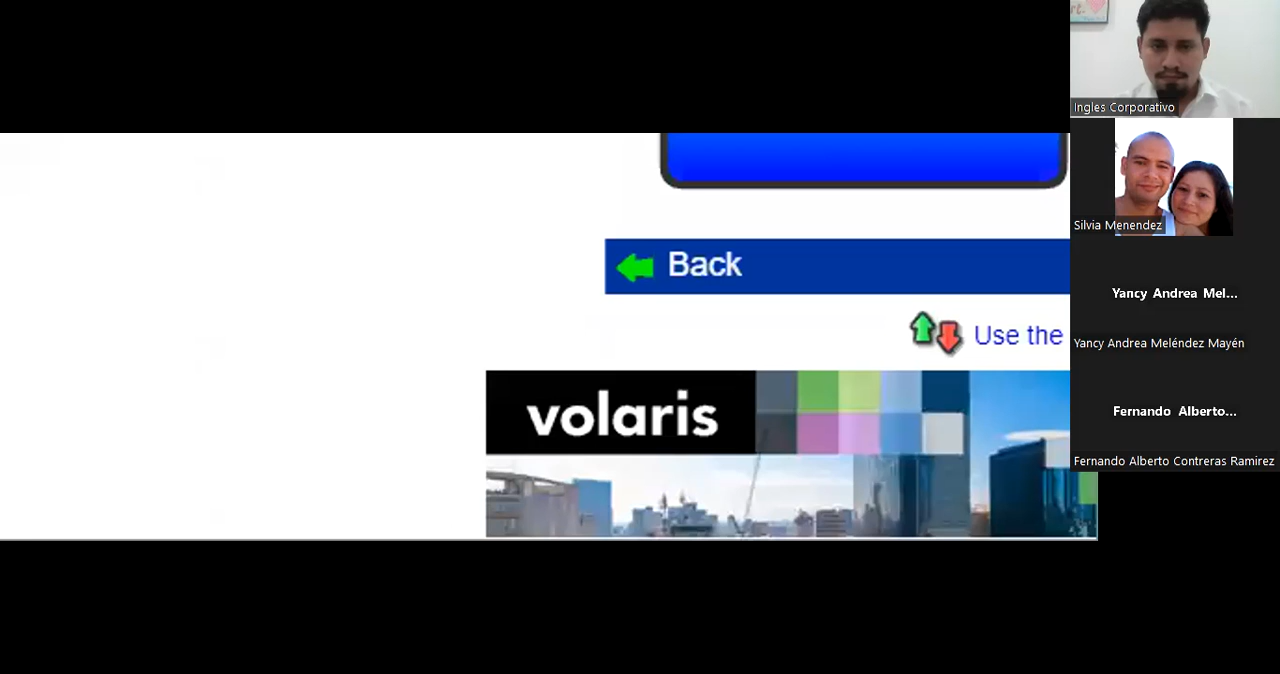 rt.
Ingles Corporativo
Silvia Menendez
Back
Yancy Andrea Mel...
Use the
Yancy Andrea Meléndez Mayén
volaris
Fernando Alberto...
Fernando Alberto Contreras Ramirez